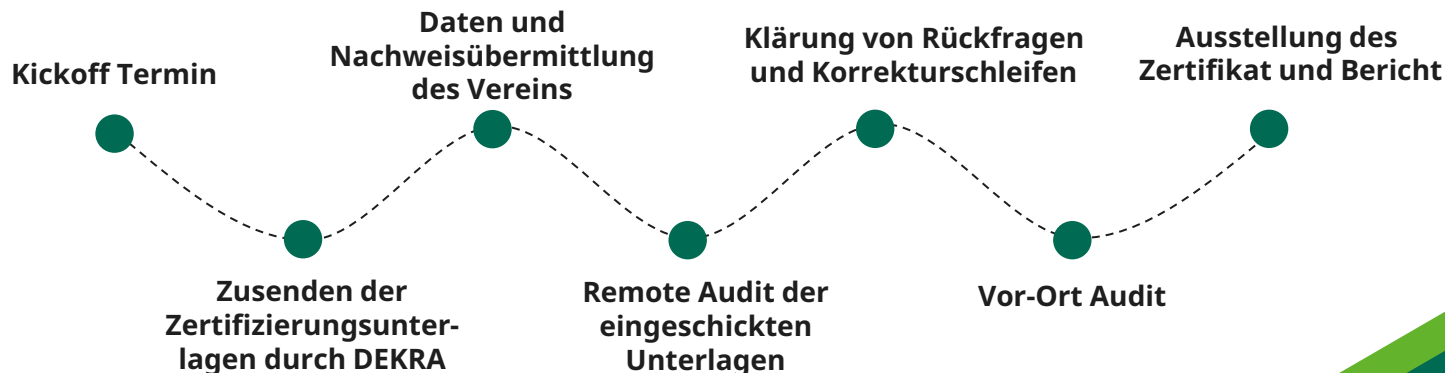 Kickoff Termin
Zusenden der
Zertifizierungsunter-
lagen durch DEKRA
Daten und
Nachweisübermittlung
des Vereins
Remote Audit der
eingeschickten
Unterlagen
Klärung von Rückfragen
und Korrekturschleifen
Vor-Ort Audit
Ausstellung des
Zertifikat und Bericht